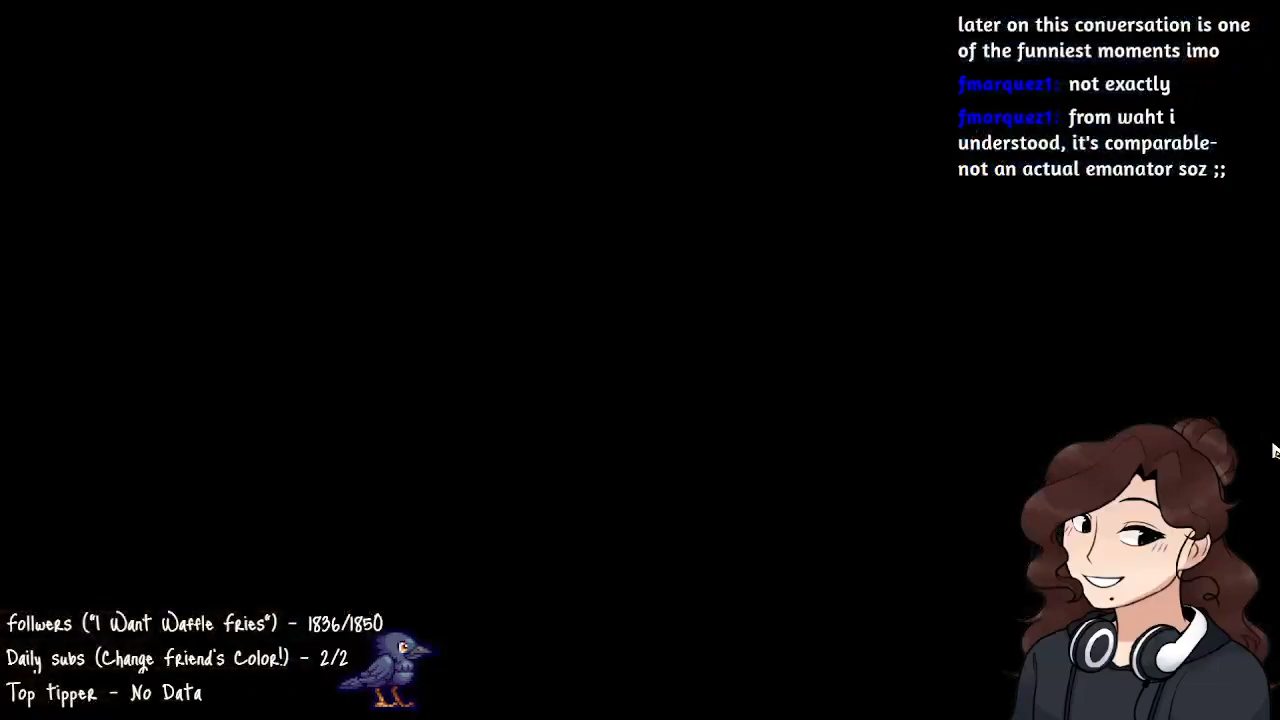 later on this conversation is one
of the funniest moments imo
fmarquez1: not exactly
fmarquez1: from waht i
understood, it's comparable-
not an actual emanator soz ;;
follwers ("I Want Waffle Fries") - 1836/1850
Daily subs (Change Friend's Color!) - 2/2
Top tipper - No Data